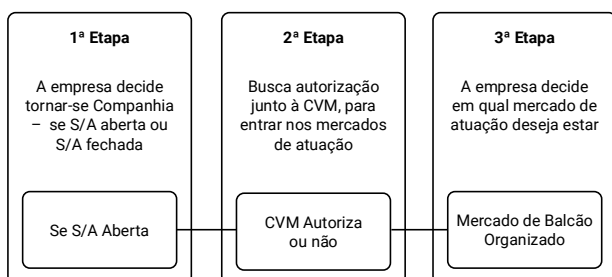 1ª Etapa
A empresa decide
tornar-se Companhia
– se S/A aberta ou
S/A fechada
Se S/A Aberta
2ª Etapa
Busca autorização
junto à CVM, para
entrar nos mercados
de atuação
CVM Autoriza
ou não
3ª Etapa
A empresa decide
em qual mercado de
atuação deseja estar
Mercado de Balcão
Organizado